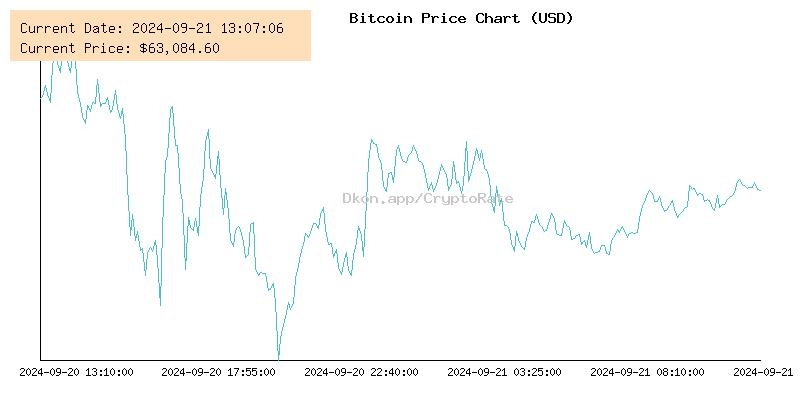 Bitcoin Price Chart (USD)
Current Date: 2024-09-21 13:07:06
Current Price: $63,084.60
Dkon.app/CryptoRate
2024-09-20 13:10:00 2024-09-20 17:55:00 2024-09-20 22:40:00 2024-09-21 03:25:00 2024-09-21 08:10:00 2024-09-21